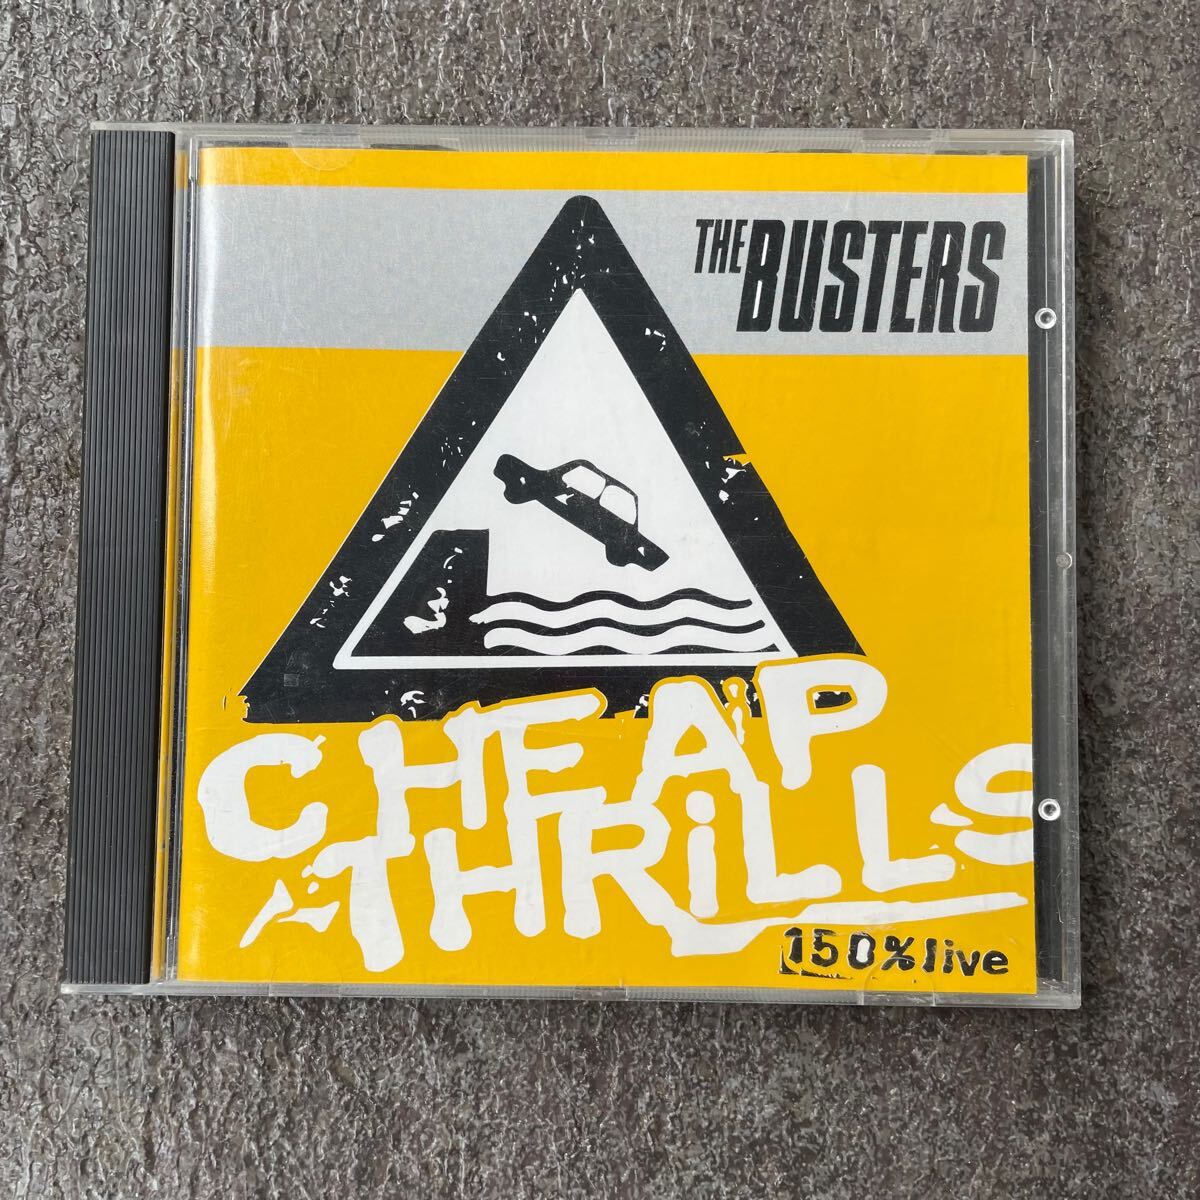 THE BUSTERS
CHEAP
THRiLLS
150% live